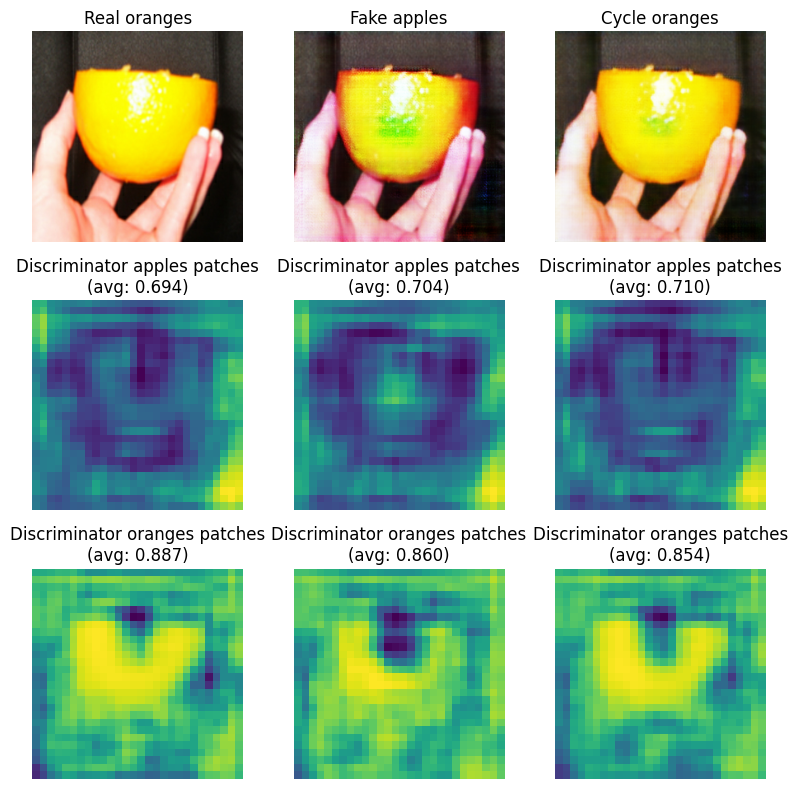 Real oranges
Fake apples
Cycle oranges
Discriminator apples patches
(avg: 0.694)
Discriminator apples patches
(avg: 0.704)
Discriminator apples patches
(avg: 0.710)
Discriminator oranges patches
(avg: 0.887)
Discriminator oranges patches
(avg: 0.860)
Discriminator oranges patches
(avg: 0.854)